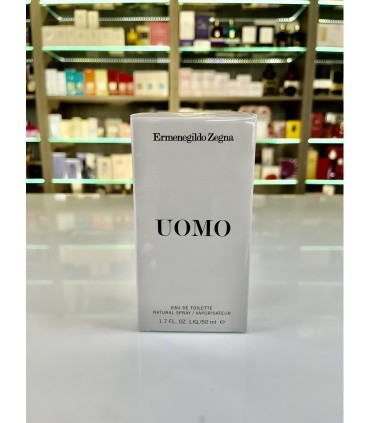 Ermenegildo Zegna
UOMO
EAU DE TOILETTE
NATURAL SPRAY / VAPORISATEUR
1.7 FL. OZ. LIQ./50 ml ℮